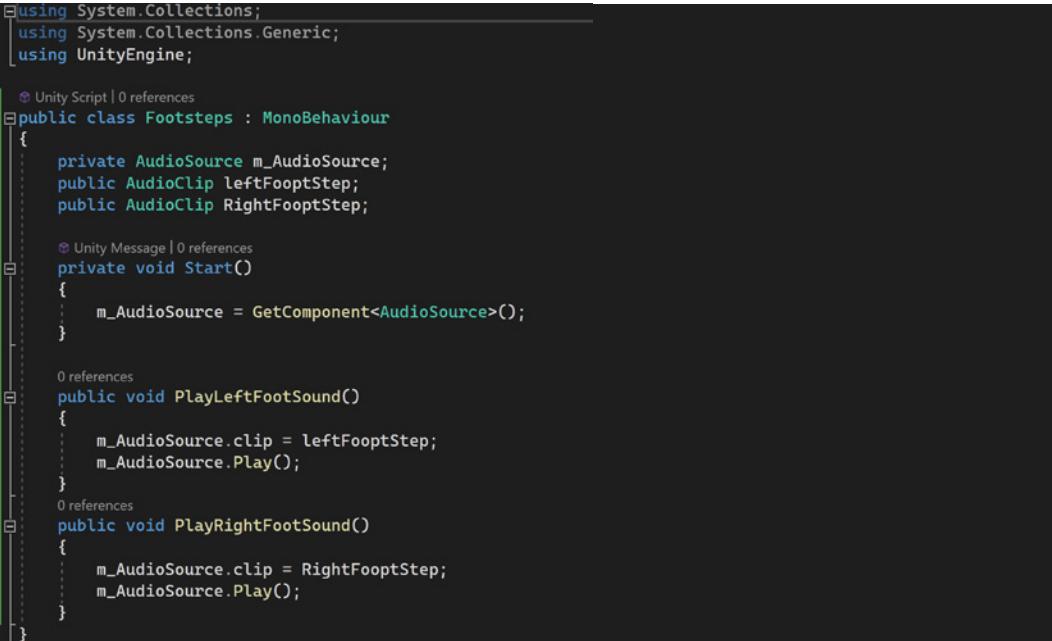 using System.Collections;
using System.Collections.Generic;
using UnityEngine;
Unity Script | 0 references
public class Footsteps : MonoBehaviour
{
private AudioSource m_AudioSource;
public AudioClip leftFooptStep;
public AudioClip RightFooptStep;
Unity Message | 0 references
private void Start()
{
m_AudioSource = GetComponent<AudioSource>();
}
0 references
public void PlayLeftFootSound()
{
m_AudioSource.clip = leftFooptStep;
m_AudioSource.Play();
}
0 references
public void PlayRightFootSound()
{
m_AudioSource.clip = RightFooptStep;
m_AudioSource.Play();
}
}